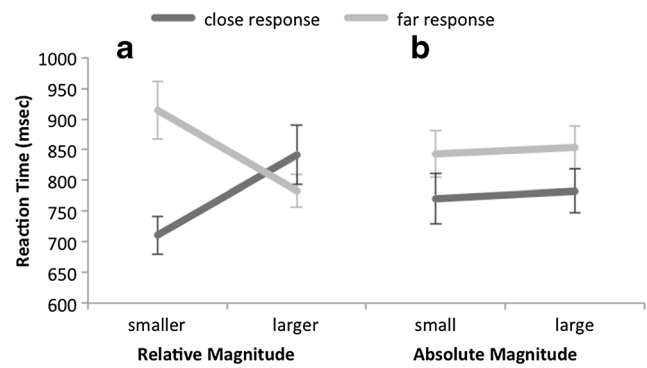 close response far response
a b
Reaction Time (msec)
1000
950
900
850
800
750
700
650
600
smaller larger small large
Relative Magnitude Absolute Magnitude